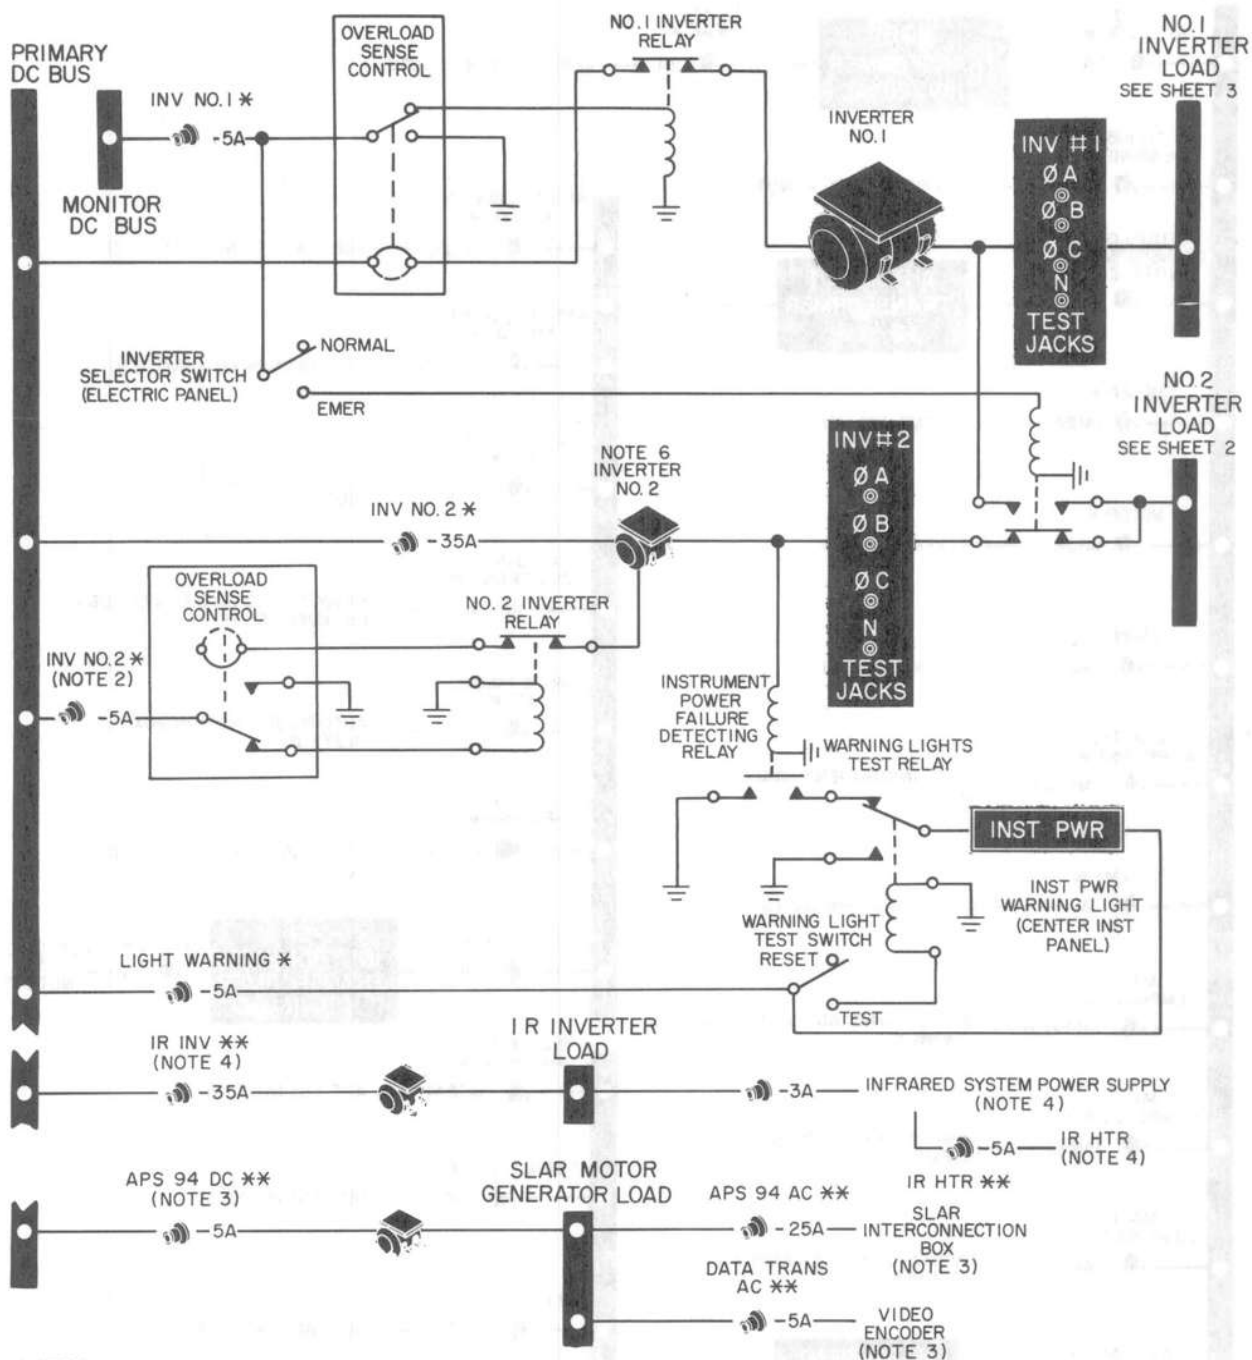 PRIMARY
DC BUS
MONITOR
DC BUS
INV NO.1 *
-5A
OVERLOAD
SENSE
CONTROL
NO.1 INVERTER
RELAY
INVERTER
NO.1
INV #1
ØA
ØB
ØC
N
TEST
JACKS
NO.1
INVERTER
LOAD
SEE SHEET 3
INVERTER
SELECTOR SWITCH
(ELECTRIC PANEL)
NORMAL
EMER
NO.2
INVERTER
LOAD
SEE SHEET 2
INV NO.2 *
-35A
NOTE 6
INVERTER
NO.2
INV #2
ØA
ØB
ØC
N
TEST
JACKS
OVERLOAD
SENSE
CONTROL
NO.2 INVERTER
RELAY
INV NO.2 *
(NOTE 2)
-5A
INSTRUMENT
POWER
FAILURE
DETECTING
RELAY
WARNING LIGHTS
TEST RELAY
INST PWR
INST PWR
WARNING LIGHT
(CENTER INST
PANEL)
WARNING LIGHT
TEST SWITCH
RESET
TEST
LIGHT WARNING *
-5A
IR INV **
(NOTE 4)
-35A
IR INVERTER
LOAD
-3A
INFRARED SYSTEM POWER SUPPLY
(NOTE 4)
-5A
IR HTR
(NOTE 4)
IR HTR **
APS 94 DC **
(NOTE 3)
-5A
SLAR MOTOR
GENERATOR LOAD
APS 94 AC **
-25A
SLAR
INTERCONNECTION
BOX
(NOTE 3)
DATA TRANS
AC **
-5A
VIDEO
ENCODER
(NOTE 3)